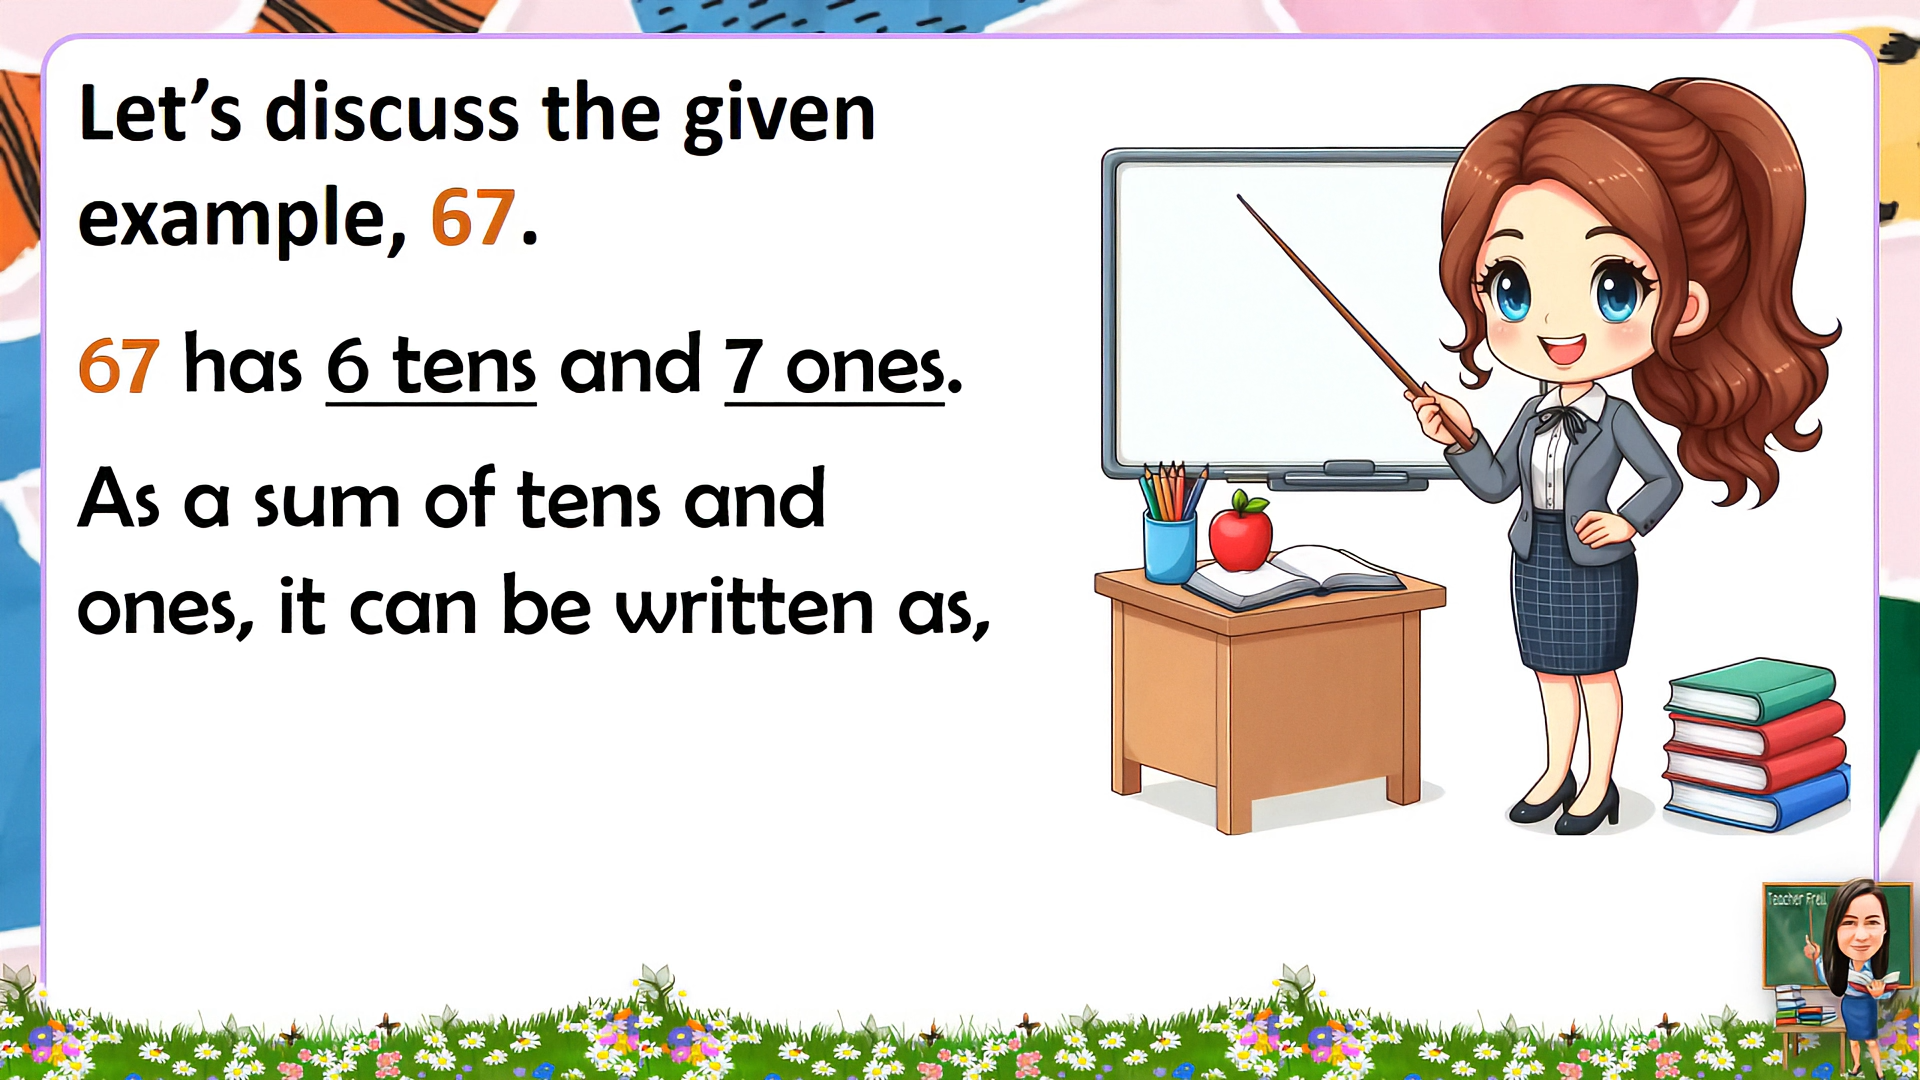 Let’s discuss the given
example, 67.
67 has 6 tens and 7 ones.
As a sum of tens and
ones, it can be written as,
Teacher Frell